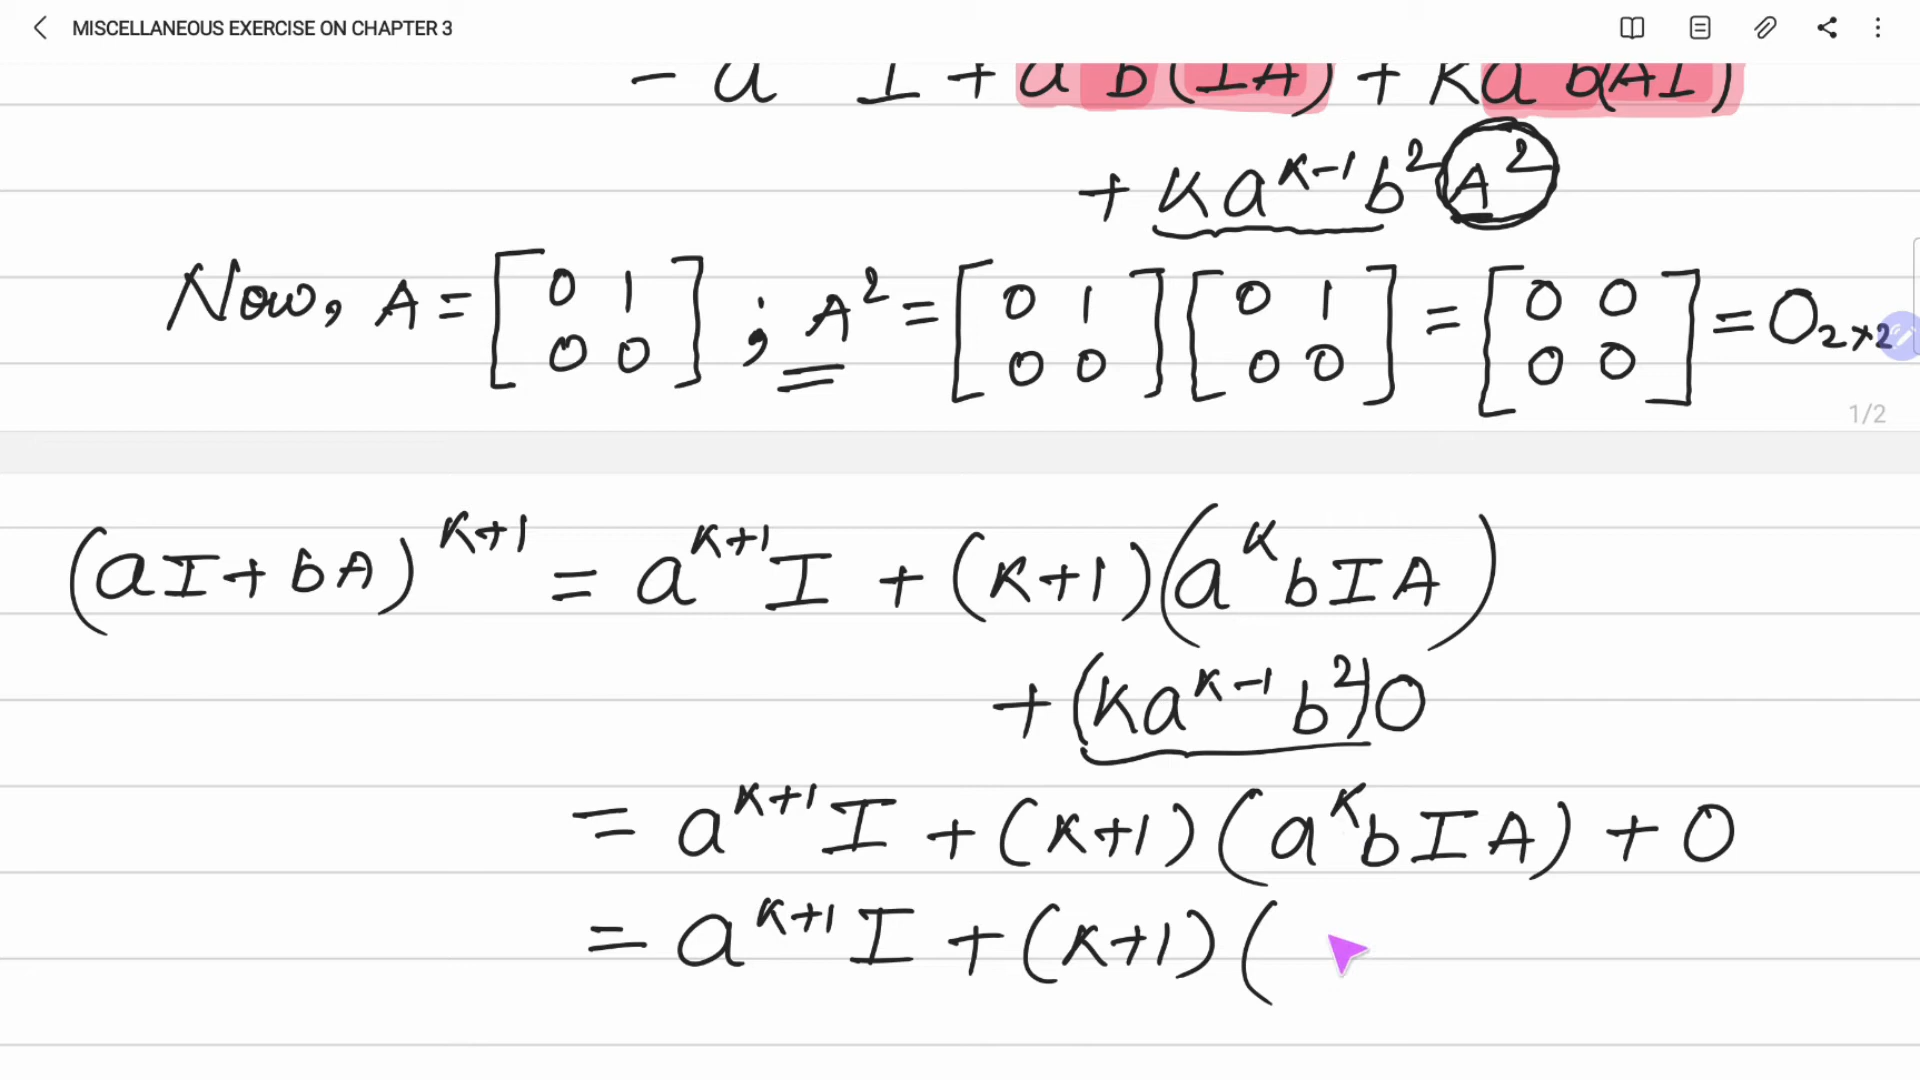 MISCELLANEOUS EXERCISE ON CHAPTER 3
- a I + a b(IA) + K a b(AI)
+ K a^{K-1} b^2 A^2
Now, A = [0 1; 0 0] ; A^2 = [0 1; 0 0] [0 1; 0 0] = [0 0; 0 0] = O_{2×2}
1/2
(aI + bA)^{K+1} = a^{K+1} I + (K+1)(a^K bIA)
+ (K a^{K-1} b^2) O
= a^{K+1} I + (K+1)(a^K bIA) + O
= a^{K+1} I + (K+1)(